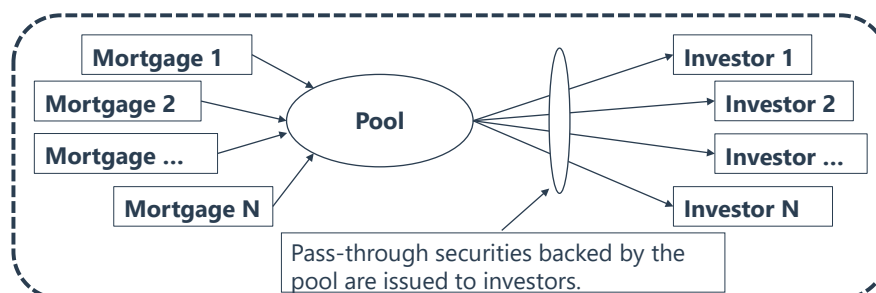 Mortgage 1
Mortgage 2
Mortgage ...
Mortgage N
Pool
Investor 1
Investor 2
Investor ...
Investor N
Pass-through securities backed by the
pool are issued to investors.